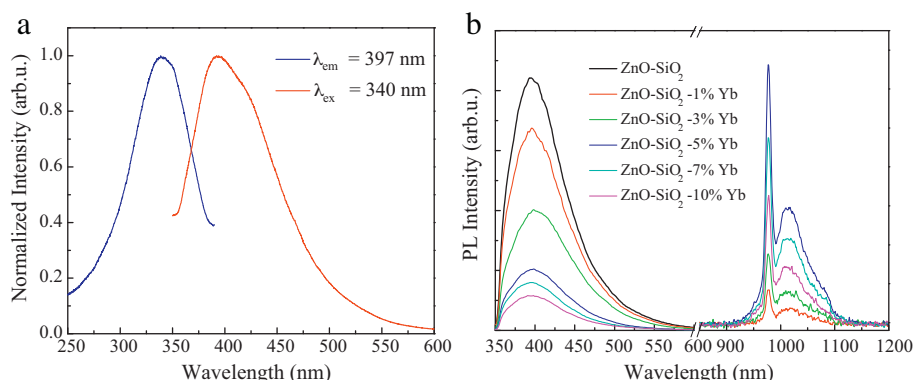 a
Normalized Intensity (arb.u.)
1.0
0.8
0.6
0.4
0.2
0.0
λem = 397 nm
λex = 340 nm
250 300 350 400 450 500 550 600
Wavelength (nm)
b
PL Intensity (arb.u.)
ZnO-SiO2
ZnO-SiO2 -1% Yb
ZnO-SiO2 -3% Yb
ZnO-SiO2 -5% Yb
ZnO-SiO2 -7% Yb
ZnO-SiO2 -10% Yb
350 400 450 500 550 600 900 1000 1100 1200
Wavelength (nm)